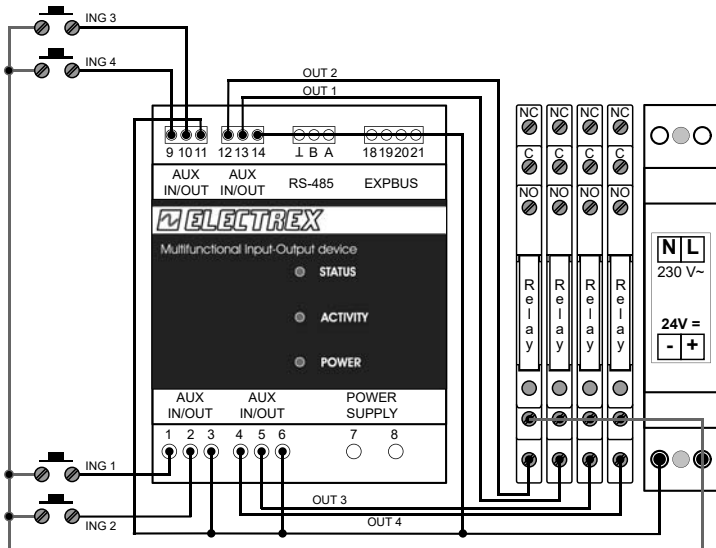 ING 3
ING 4
OUT 2
OUT 1
9 10 11 12 13 14 ⊥ B A 18 19 20 21
AUX IN/OUT
AUX IN/OUT
RS-485
EXPBUS
ELECTREX
Multifunctional Input-Output device
STATUS
ACTIVITY
POWER
AUX IN/OUT
AUX IN/OUT
POWER SUPPLY
1 2 3 4 5 6 7 8
ING 1
ING 2
OUT 3
OUT 4
NC NC NC NC
C C C C
NO NO NO NO
Relay Relay Relay Relay
N L
230 V~
24V =
- +